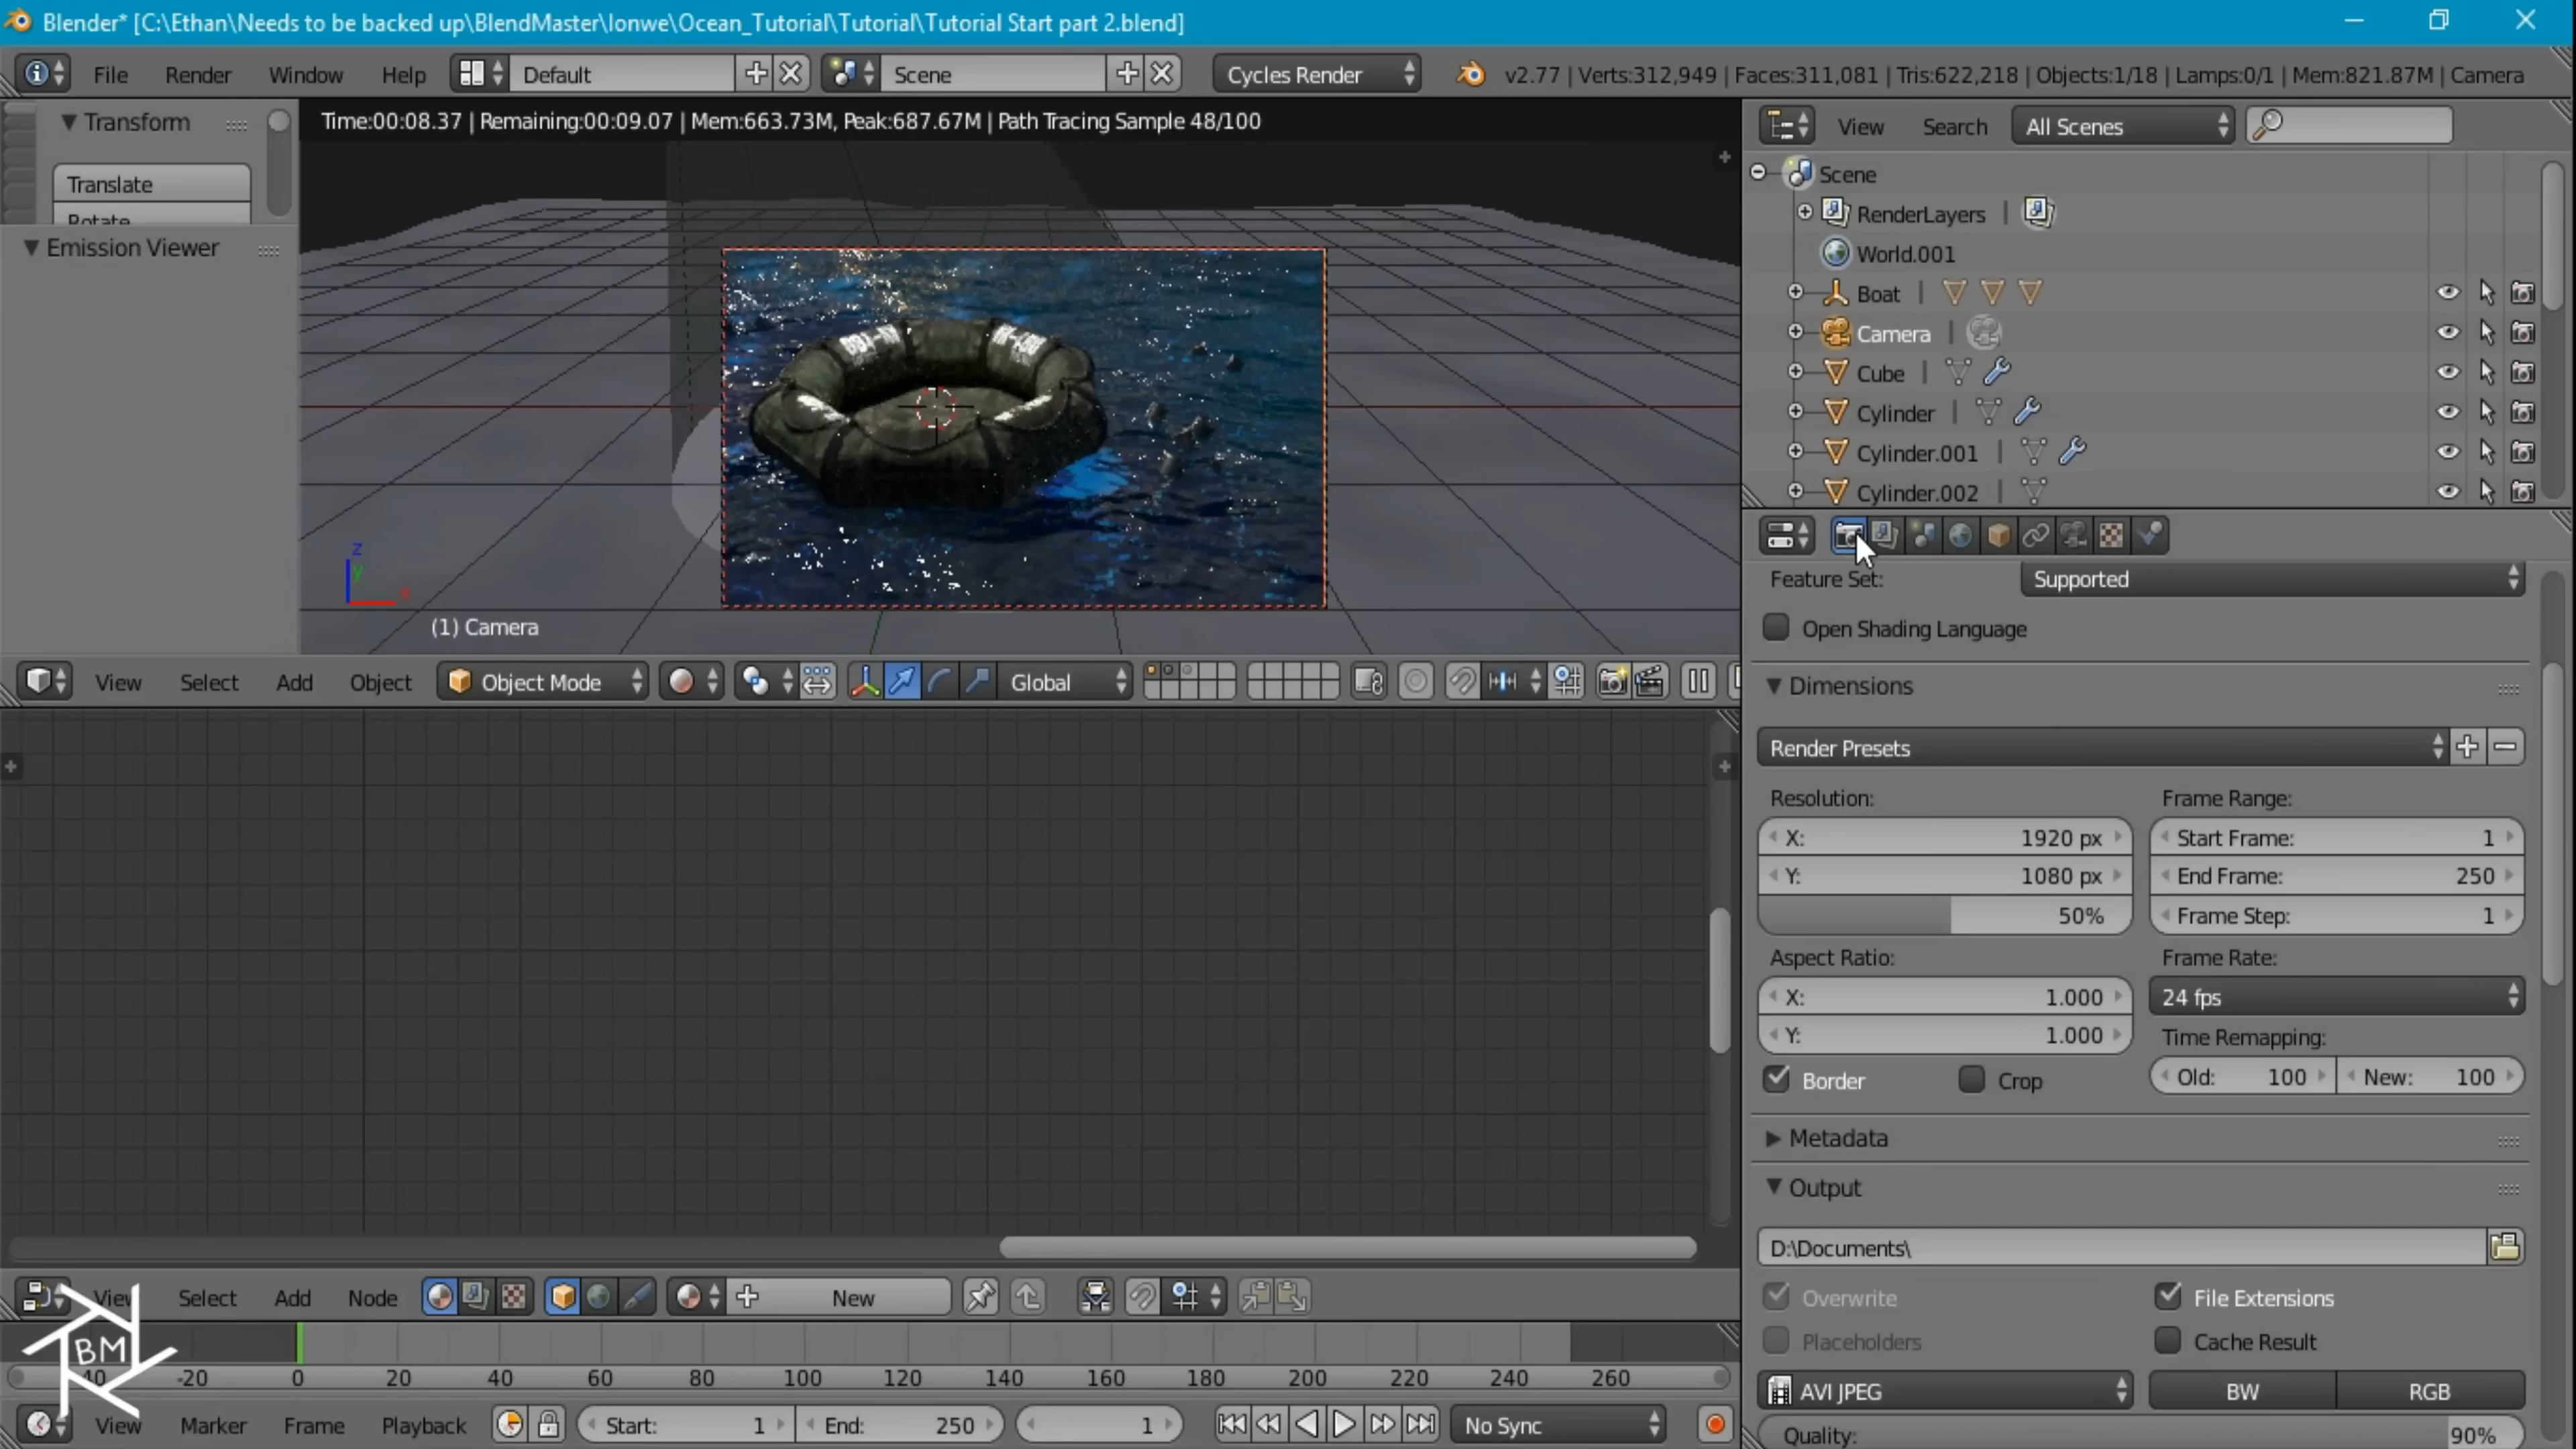 Blender* [C:\Ethan\Needs to be backed up\BlendMaster\Ionwe\Ocean_Tutorial\Tutorial\Tutorial Start part 2.blend]
File Render Window Help Default Scene Cycles Render v2.77 | Verts:312,949 | Faces:311,081 | Tris:622,218 | Objects:1/18 | Lamps:0/1 | Mem:821.87M | Camera
Transform
Translate
Rotate
Emission Viewer
Time:00:08.37 | Remaining:00:09.07 | Mem:663.73M, Peak:687.67M | Path Tracing Sample 48/100
z
y
x
(1) Camera
View Select Add Object Object Mode Global
View Search All Scenes
Scene
RenderLayers
World.001
Boat
Camera
Cube
Cylinder
Cylinder.001
Cylinder.002
Feature Set: Supported
Open Shading Language
Dimensions
Render Presets
Resolution: Frame Range:
X: 1920 px Start Frame: 1
Y: 1080 px End Frame: 250
50% Frame Step: 1
Aspect Ratio: Frame Rate:
X: 1.000 24 fps
Y: 1.000 Time Remapping:
Border Crop Old: 100 New: 100
Metadata
Output
D:\Documents\
Overwrite File Extensions
Placeholders Cache Result
AVI JPEG BW RGB
Quality: 90%
View Select Add Node New
BM
-40 -20 0 20 40 60 80 100 120 140 160 180 200 220 240 260
View Marker Frame Playback Start: 1 End: 250 1 No Sync